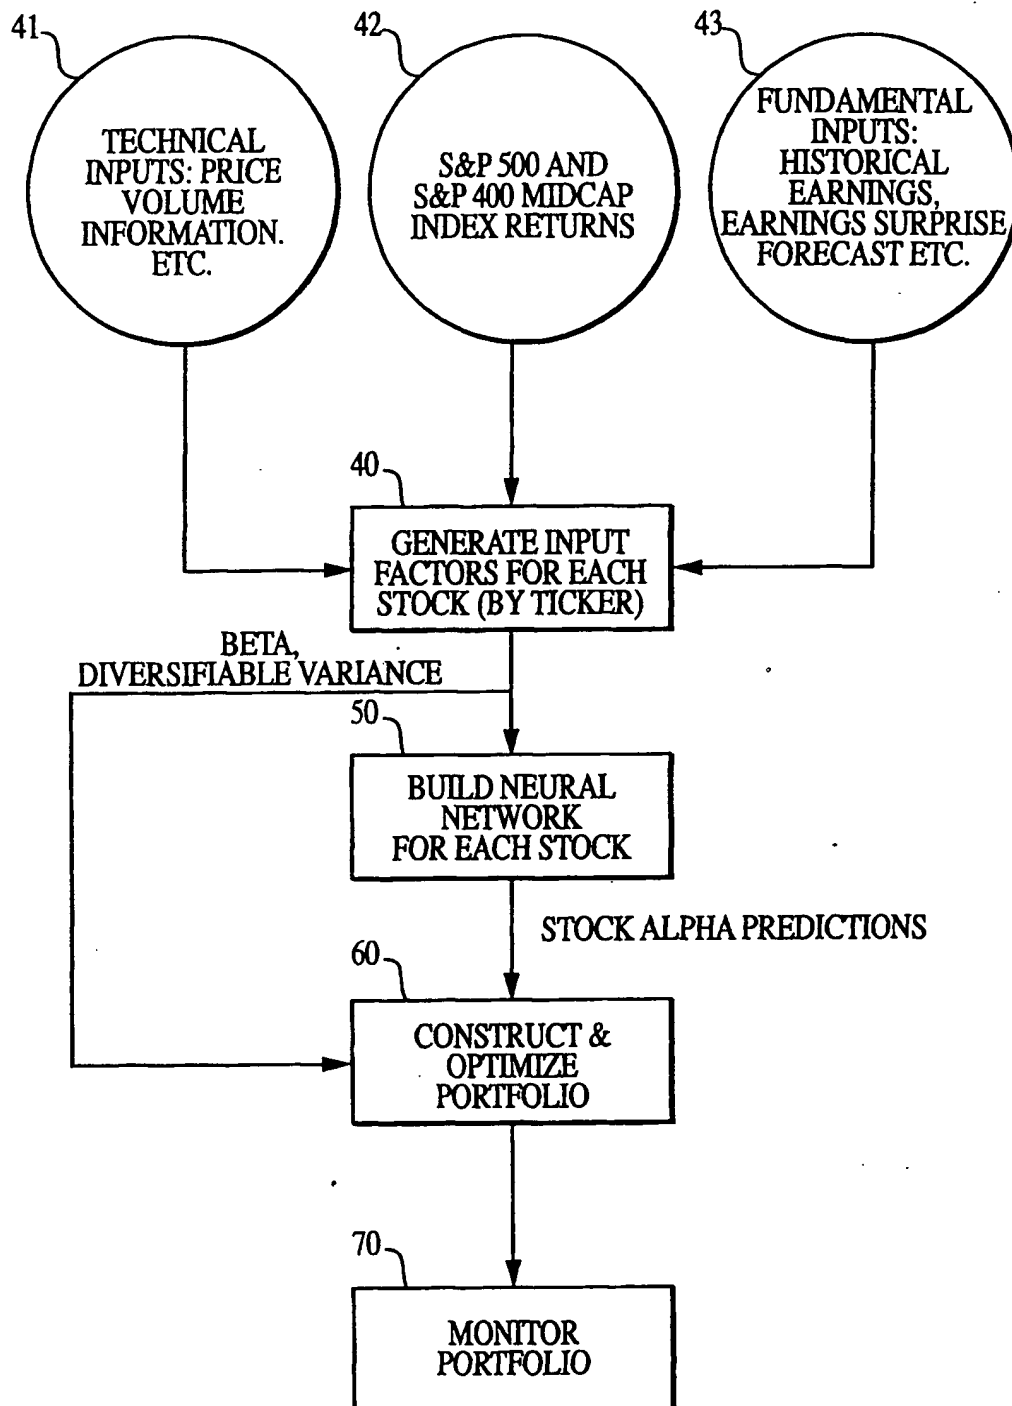 41
TECHNICAL
INPUTS: PRICE
VOLUME
INFORMATION.
ETC.
42
S&P 500 AND
S&P 400 MIDCAP
INDEX RETURNS
43
FUNDAMENTAL
INPUTS:
HISTORICAL
EARNINGS,
EARNINGS SURPRISE
FORECAST ETC.
40
GENERATE INPUT
FACTORS FOR EACH
STOCK (BY TICKER)
BETA,
DIVERSIFIABLE VARIANCE
50
BUILD NEURAL
NETWORK
FOR EACH STOCK
STOCK ALPHA PREDICTIONS
60
CONSTRUCT &
OPTIMIZE
PORTFOLIO
70
MONITOR
PORTFOLIO